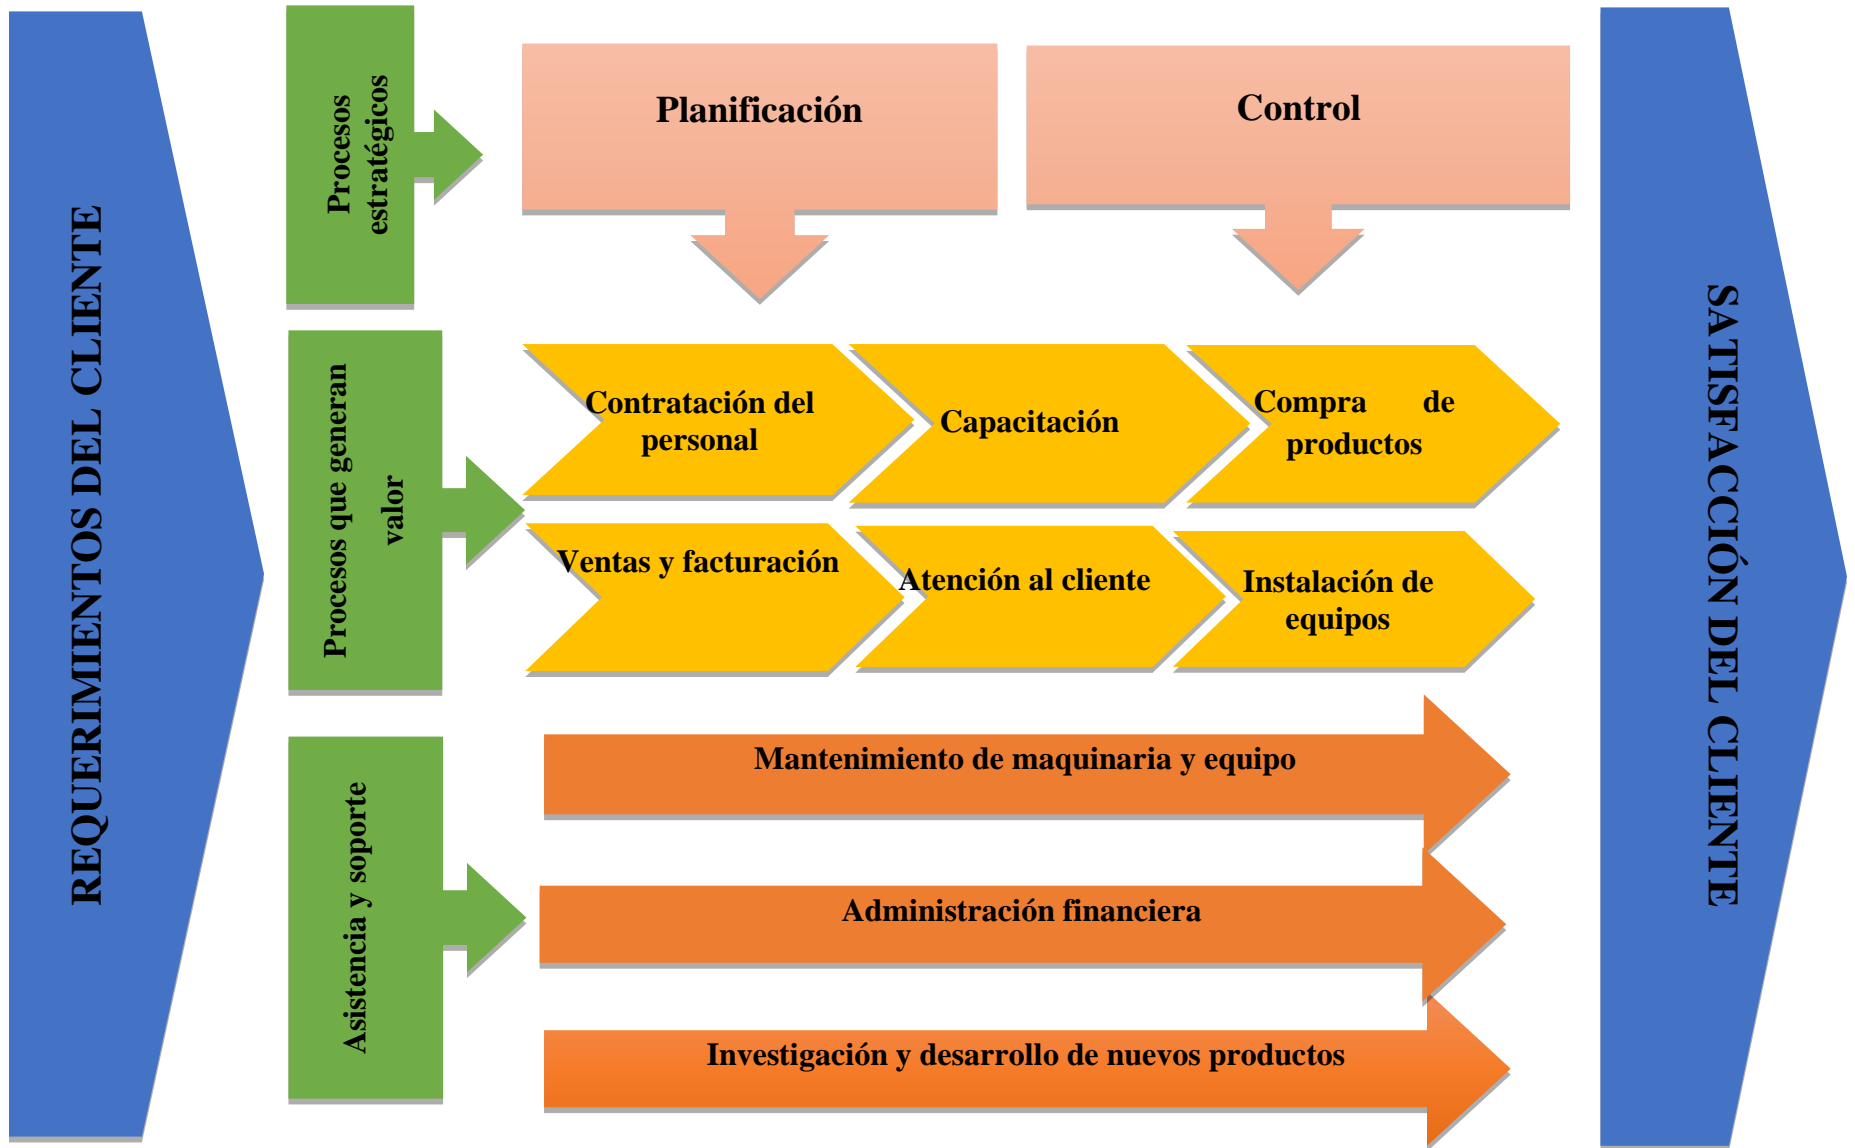 REQUERIMIENTOS DEL CLIENTE
Procesos
estratégicos
Planificación
Control
Procesos que generan
valor
Contratación del
personal
Capacitación
Compra de
productos
Ventas y facturación
Atención al cliente
Instalación de
equipos
Asistencia y soporte
Mantenimiento de maquinaria y equipo
Administración financiera
Investigación y desarrollo de nuevos productos
SATISFACCIÓN DEL CLIENTE